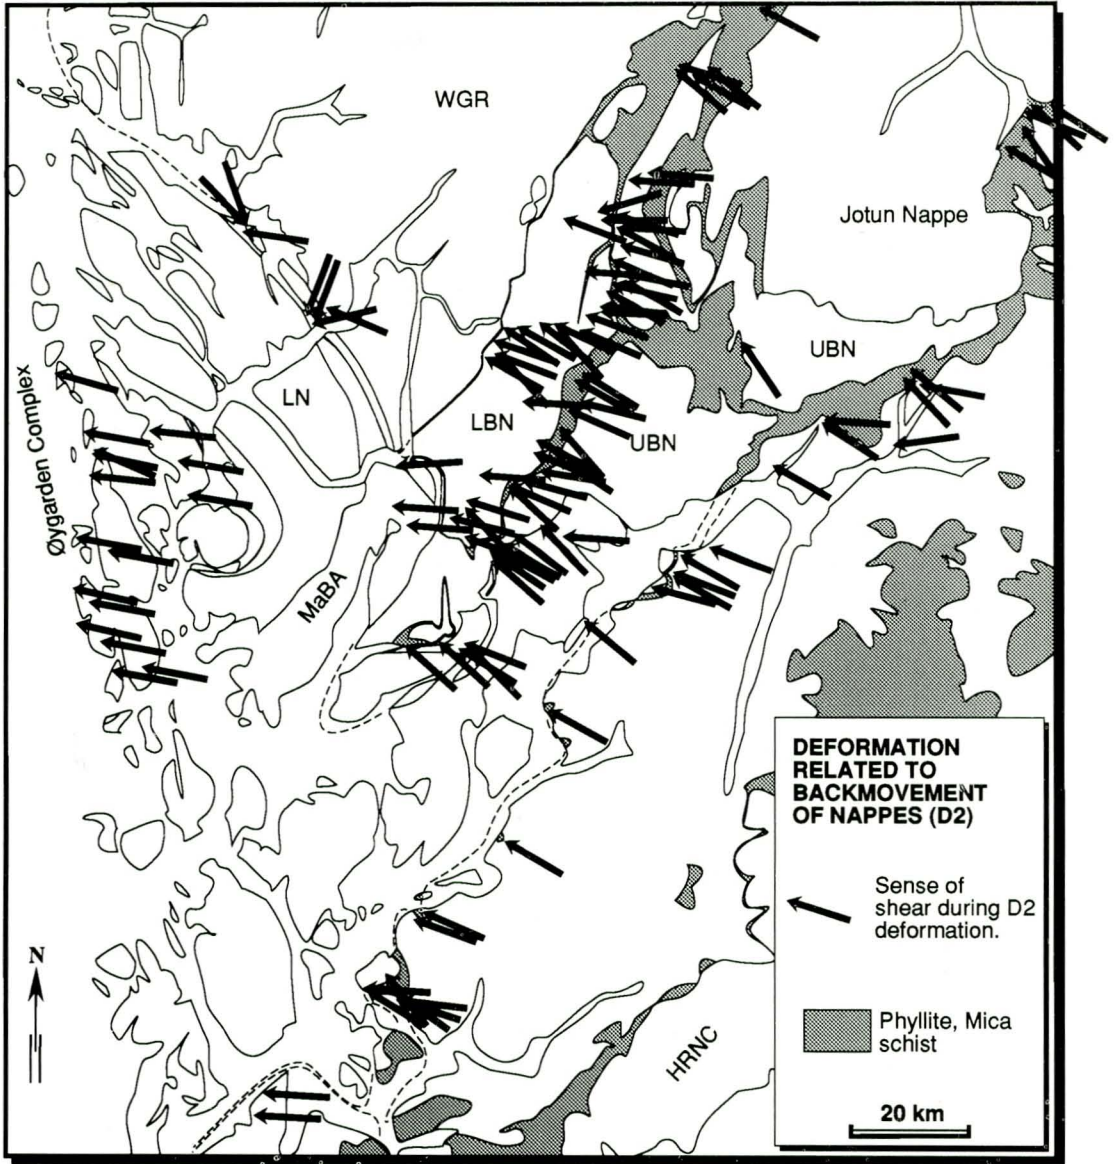 WGR
Jotun Nappe
UBN
LN
LBN
UBN
Øygarden Complex
MaBA
HRNC
N
DEFORMATION
RELATED TO
BACKMOVEMENT
OF NAPPES (D2)
Sense of
shear during D2
deformation.
Phyllite, Mica
schist
20 km